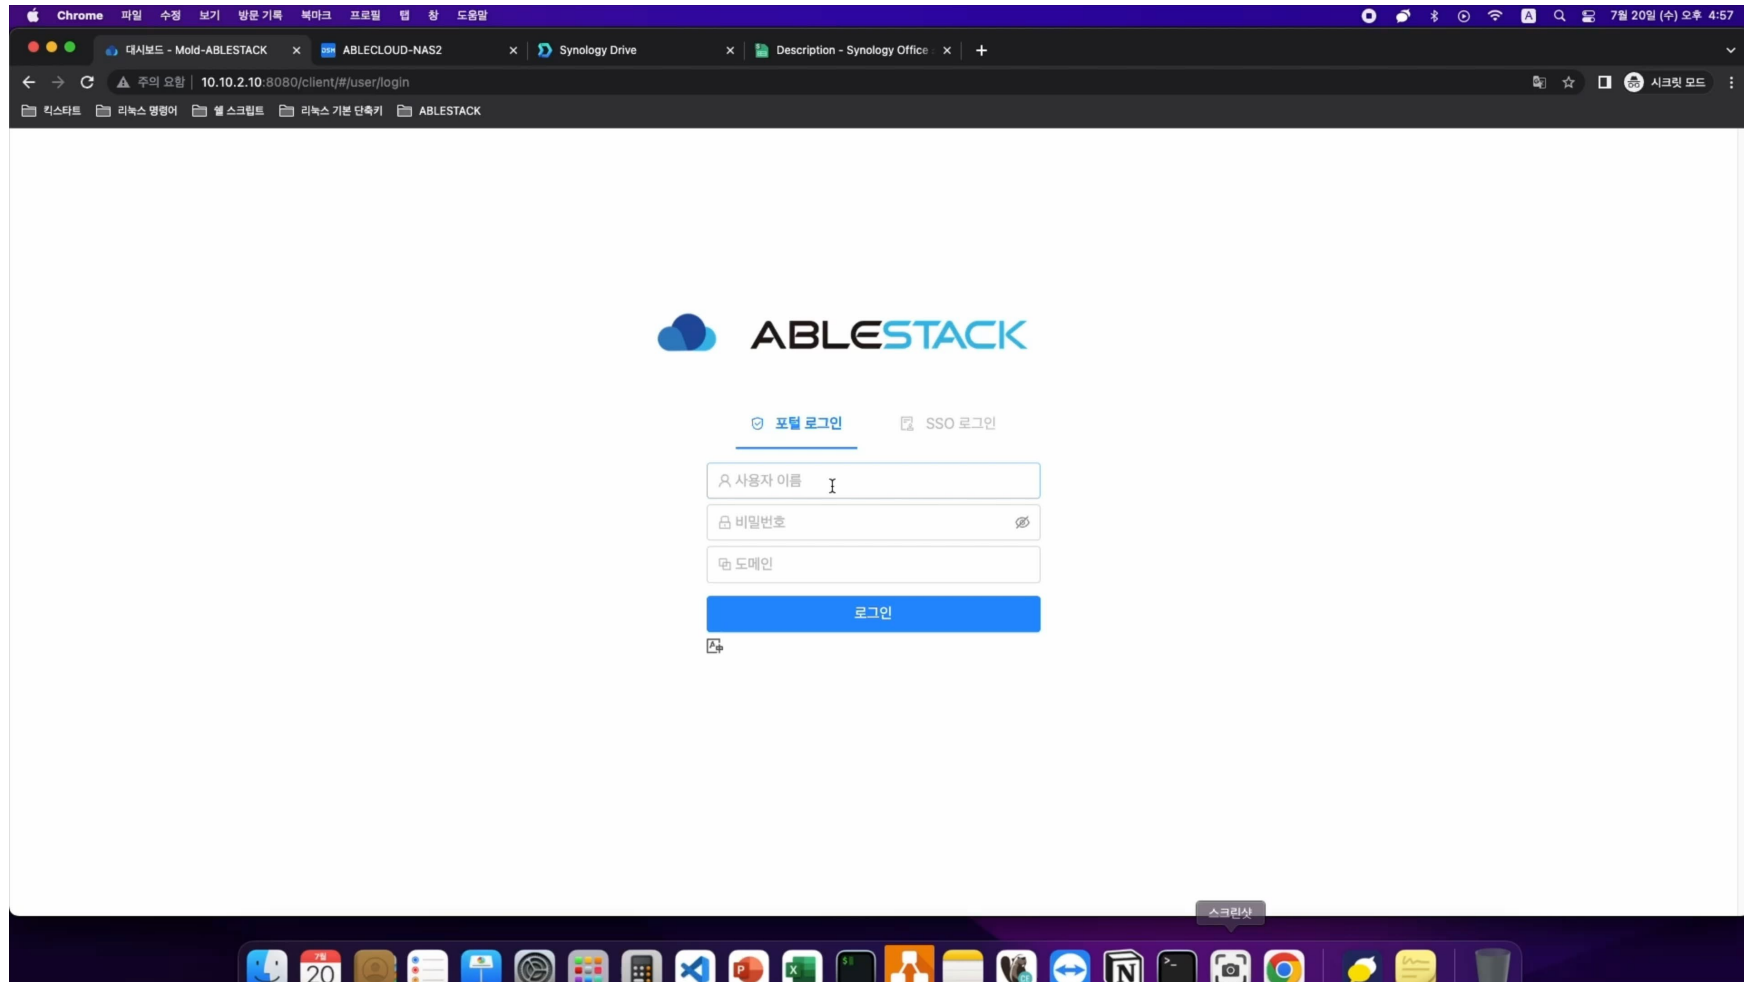 Chrome 파일 수정 보기 방문 기록 북마크 프로필 탭 창 도움말 A 7월 20일 (수) 오후 4:57
대시보드 - Mold-ABLESTACK DSM ABLECLOUD-NAS2 Synology Drive Description - Synology Office
주의 요함 10.10.2.10:8080/client/#/user/login 시크릿 모드
킥스타트 리눅스 명령어 쉘 스크립트 리눅스 기본 단축키 ABLESTACK
ABLESTACK
포털 로그인 SSO 로그인
사용자 이름
비밀번호
도메인
로그인
스크린샷
7월
20